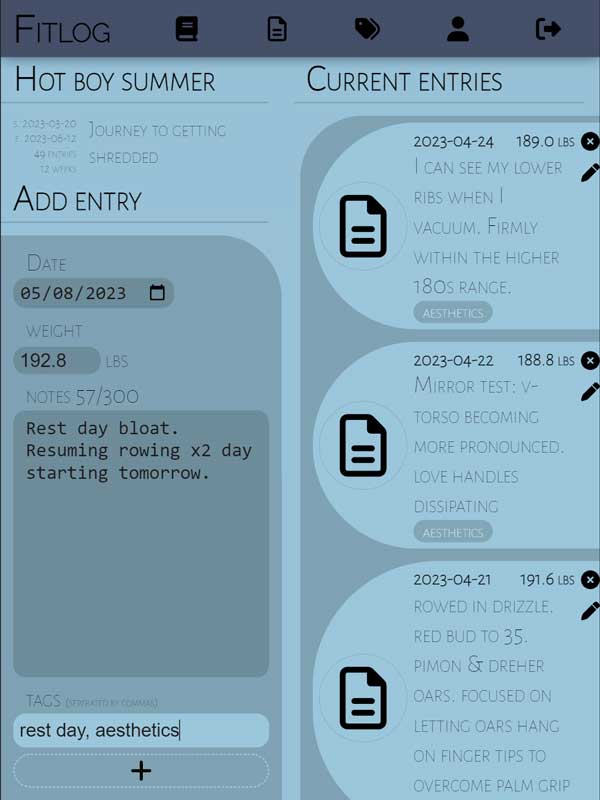 Fitlog
Hot boy summer
s. 2023-03-20
f. 2023-06-12
49 entries
12 weeks
Journey to getting
shredded
Add entry
Date
05/08/2023
weight
192.8
lbs
notes 57/300
Rest day bloat.
Resuming rowing x2 day
starting tomorrow.
tags (seperated by commas)
rest day, aesthetics
Current entries
2023-04-24 189.0 lbs
I can see my lower
ribs when I
vacuum. Firmly
within the higher
180s range.
aesthetics
2023-04-22 188.8 lbs
Mirror test: v-
torso becoming
more pronounced.
love handles
dissipating
aesthetics
2023-04-21 191.6 lbs
rowed in drizzle.
red bud to 35.
pimon & dreher
oars. focused on
letting oars hang
on finger tips to
overcome palm grip